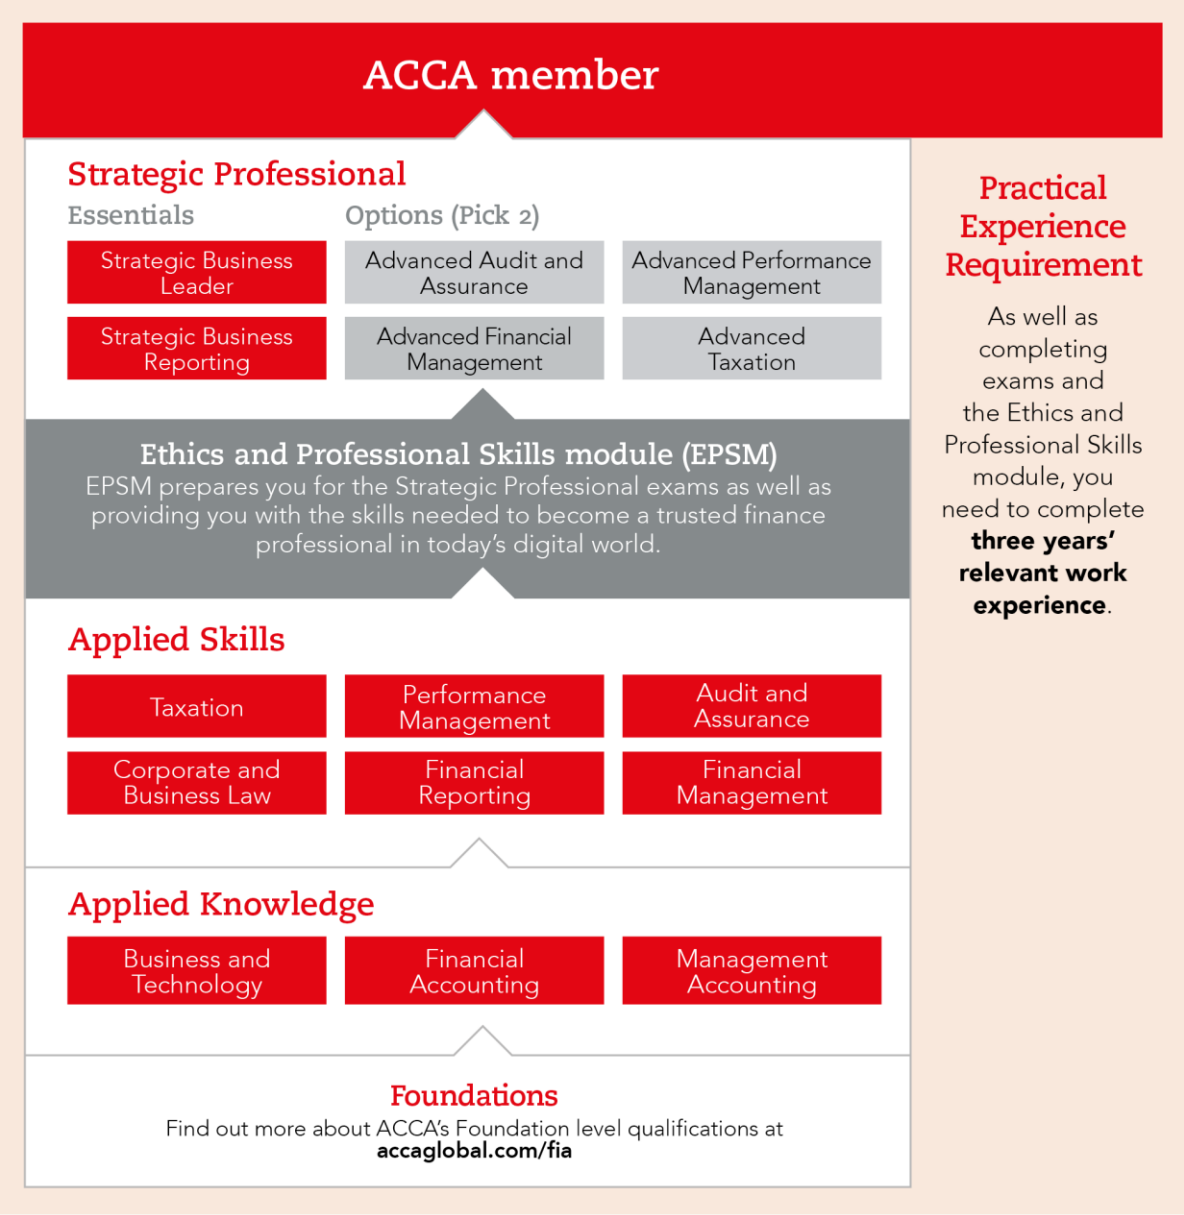 ACCA member
Strategic Professional
Essentials
Options (Pick 2)
Strategic Business
Leader
Advanced Audit and
Assurance
Advanced Performance
Management
Strategic Business
Reporting
Advanced Financial
Management
Advanced
Taxation
Ethics and Professional Skills module (EPSM)
EPSM prepares you for the Strategic Professional exams as well as
providing you with the skills needed to become a trusted finance
professional in today’s digital world.
Applied Skills
Taxation
Performance
Management
Audit and
Assurance
Corporate and
Business Law
Financial
Reporting
Financial
Management
Applied Knowledge
Business and
Technology
Financial
Accounting
Management
Accounting
Foundations
Find out more about ACCA’s Foundation level qualifications at
accaglobal.com/fia
Practical
Experience
Requirement
As well as
completing
exams and
the Ethics and
Professional Skills
module, you
need to complete
three years’
relevant work
experience.